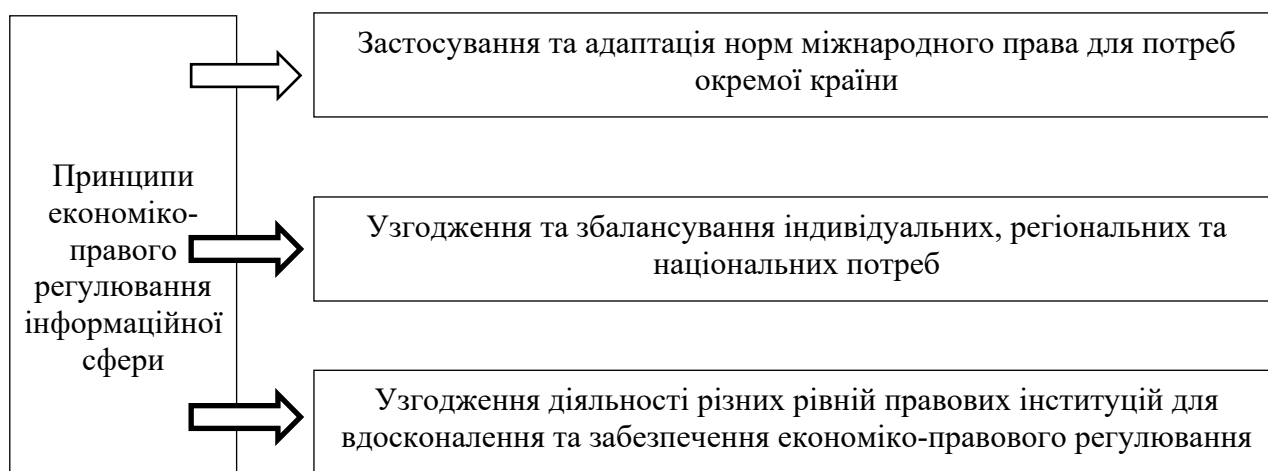 Принципи
економіко-
правого
регулювання
інформаційної
сфери
Застосування та адаптація норм міжнародного права для потреб
окремої країни
Узгодження та збалансування індивідуальних, регіональних та
національних потреб
Узгодження діяльності різних рівній правових інституцій для
вдосконалення та забезпечення економіко-правового регулювання